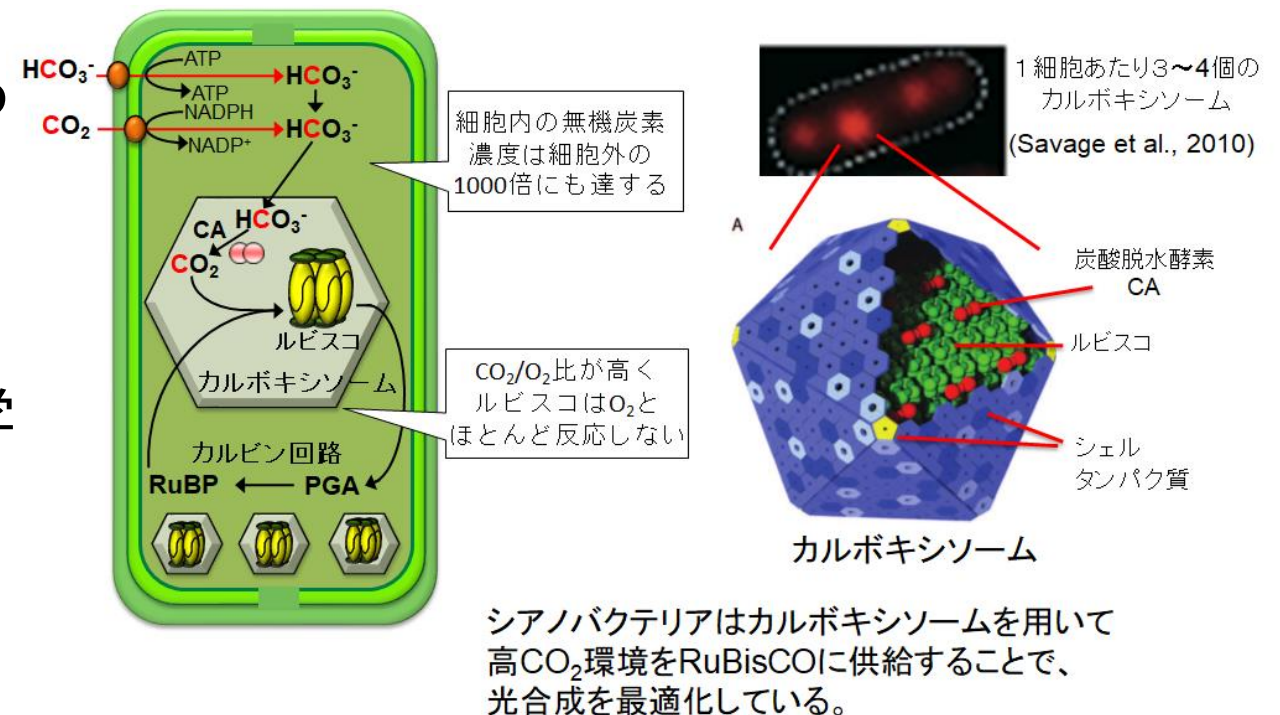 HCO₃⁻
ATP
HCO₃⁻
ATP
NADPH
CO₂
HCO₃⁻
NADP⁺
細胞内の無機炭素
濃度は細胞外の
1000倍にも達する
CA
HCO₃⁻
CO₂
ルビスコ
カルボキシソーム
CO₂/O₂比が高く
ルビスコはO₂と
ほとんど反応しない
カルビン回路
RuBP
PGA
1細胞あたり3〜4個の
カルボキシソーム
(Savage et al., 2010)
A
炭酸脱水酵素
CA
ルビスコ
シェル
タンパク質
カルボキシソーム
シアノバクテリアはカルボキシソームを用いて
高CO₂環境をRuBisCOに供給することで、
光合成を最適化している。